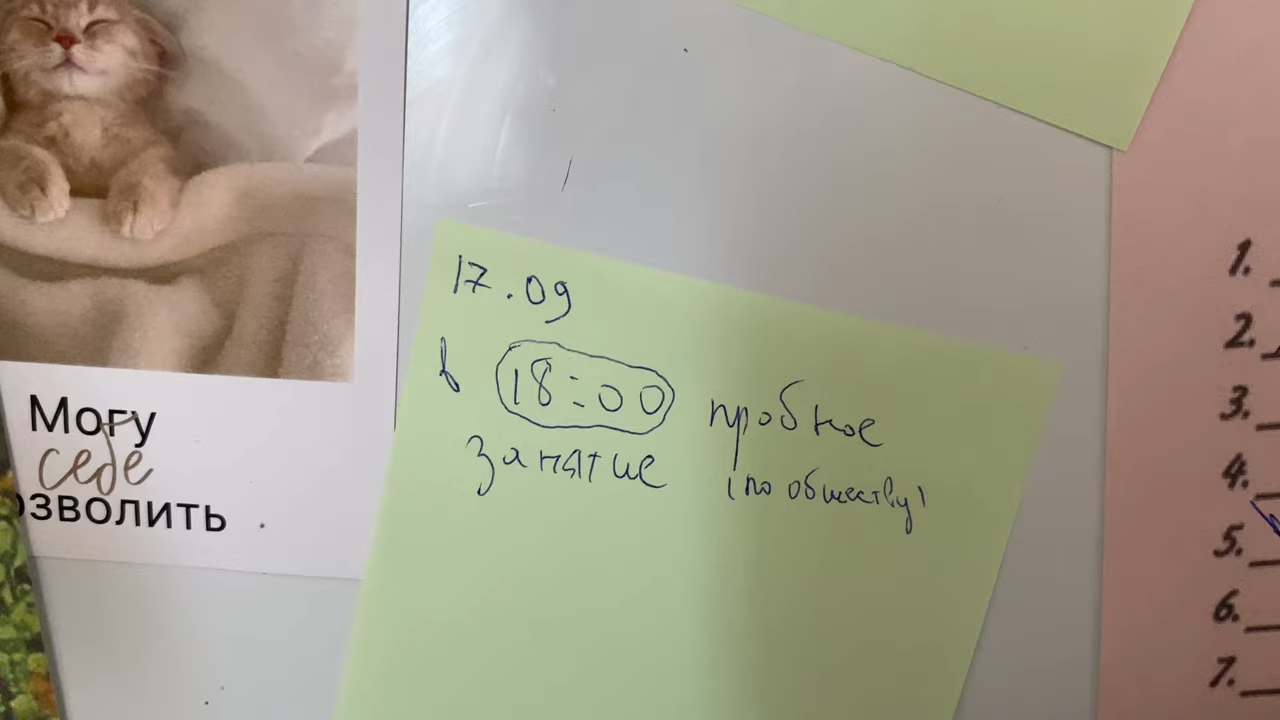 Могу
себе
озволить
17.09
в 18:00 пробное
занятие (по обществу)
1.
2.
3.
4.
5.
6.
7.